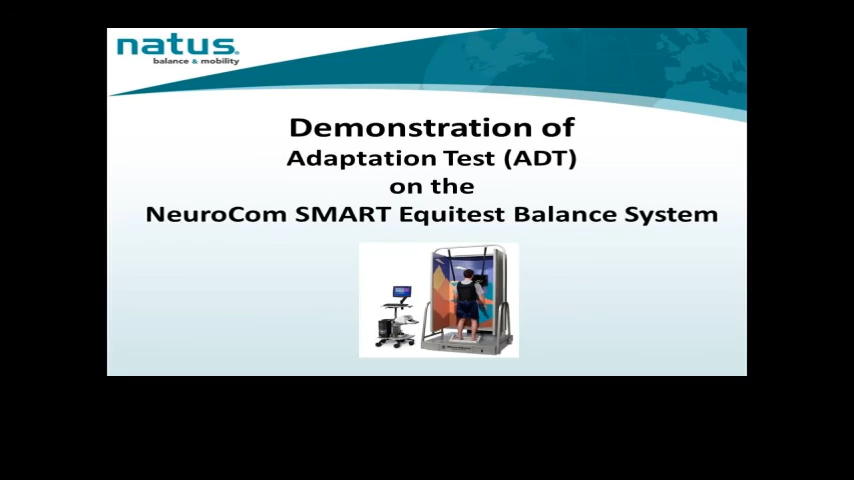 natus
balance & mobility
Demonstration of
Adaptation Test (ADT)
on the
NeuroCom SMART Equitest Balance System